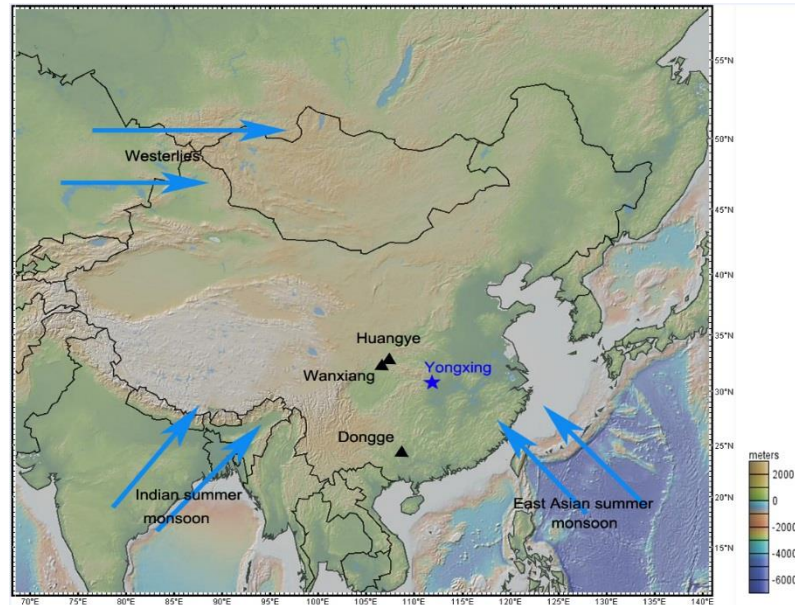 55°N
50°N
45°N
40°N
35°N
30°N
25°N
20°N
15°N
Westerlies
Huangye
Wanxiang
Yongxing
Dongge
Indian summer
monsoon
East Asian summer
monsoon
meters
2000
0
-2000
-4000
-6000
70°E
75°E
80°E
85°E
90°E
95°E
100°E
105°E
110°E
115°E
120°E
125°E
130°E
135°E
140°E